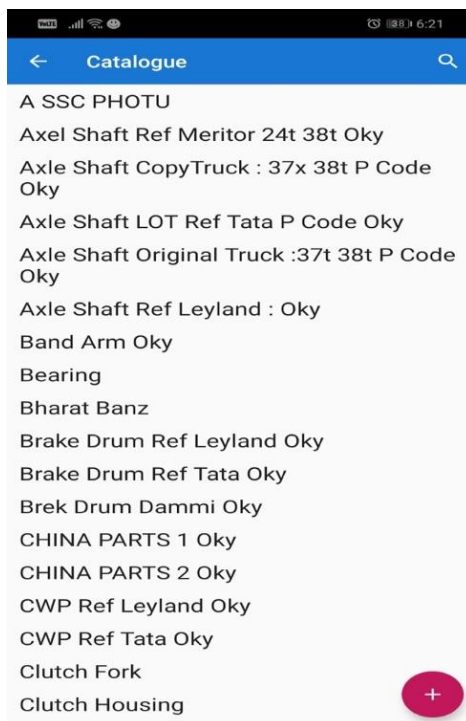 VoLTE 38 6:21
Catalogue
A SSC PHOTU
Axel Shaft Ref Meritor 24t 38t Oky
Axle Shaft CopyTruck : 37x 38t P Code
Oky
Axle Shaft LOT Ref Tata P Code Oky
Axle Shaft Original Truck :37t 38t P Code
Oky
Axle Shaft Ref Leyland : Oky
Band Arm Oky
Bearing
Bharat Banz
Brake Drum Ref Leyland Oky
Brake Drum Ref Tata Oky
Brek Drum Dammi Oky
CHINA PARTS 1 Oky
CHINA PARTS 2 Oky
CWP Ref Leyland Oky
CWP Ref Tata Oky
Clutch Fork
Clutch Housing